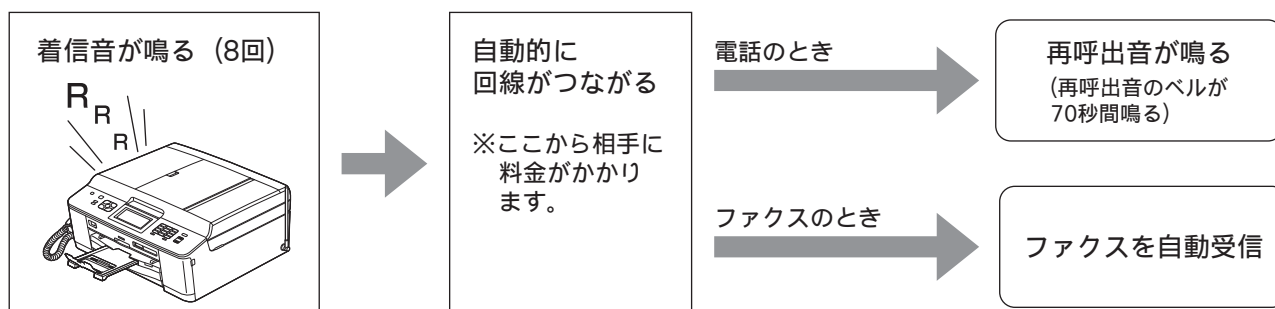 着信音が鳴る（8回）
R
R
R
自動的に
回線がつながる
※ここから相手に
料金がかかり
ます。
電話のとき
再呼出音が鳴る
（再呼出音のベルが
70秒間鳴る）
ファクスのとき
ファクスを自動受信